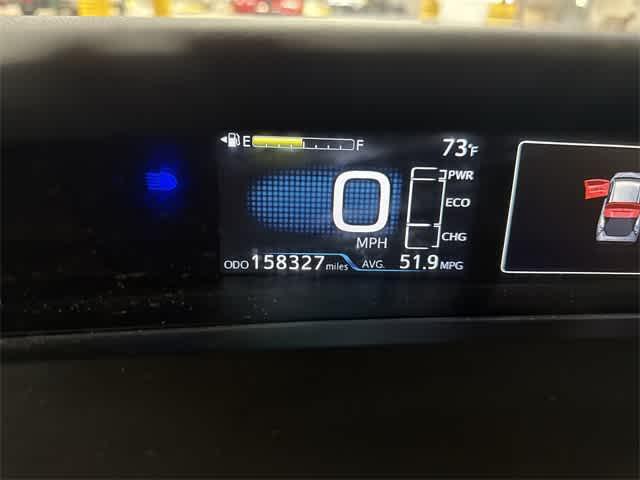 E F 73°F
PWR
0 ECO
MPH CHG
ODO 158327 miles AVG. 51.9 MPG